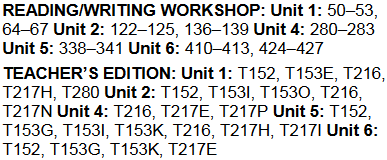 READING/WRITING WORKSHOP: Unit 1: 50–53,
64–67 Unit 2: 122–125, 136–139 Unit 4: 280–283
Unit 5: 338–341 Unit 6: 410–413, 424–427
TEACHER'S EDITION: Unit 1: T152, T153E, T216,
T217H, T280 Unit 2: T152, T153I, T153O, T216,
T217N Unit 4: T216, T217E, T217P Unit 5: T152,
T153G, T153I, T153K, T216, T217H, T217I Unit 6:
T152, T153G, T153K, T217E